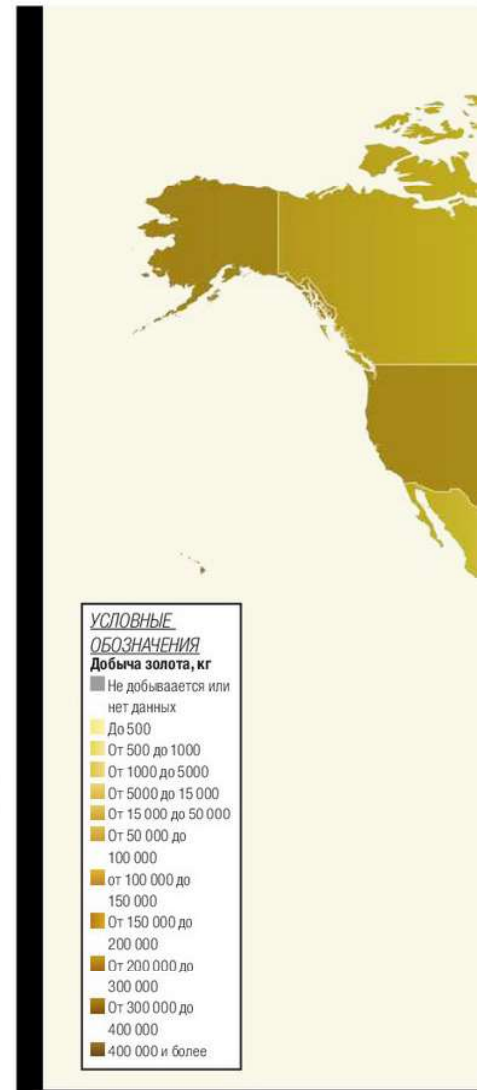 УСЛОВНЫЕ
ОБОЗНАЧЕНИЯ
Добыча золота, кг
Не добываается или
нет данных
До 500
От 500 до 1000
От 1000 до 5000
От 5000 до 15 000
От 15 000 до 50 000
От 50 000 до
100 000
от 100 000 до
150 000
От 150 000 до
200 000
От 200 000 до
300 000
От 300 000 до
400 000
400 000 и более